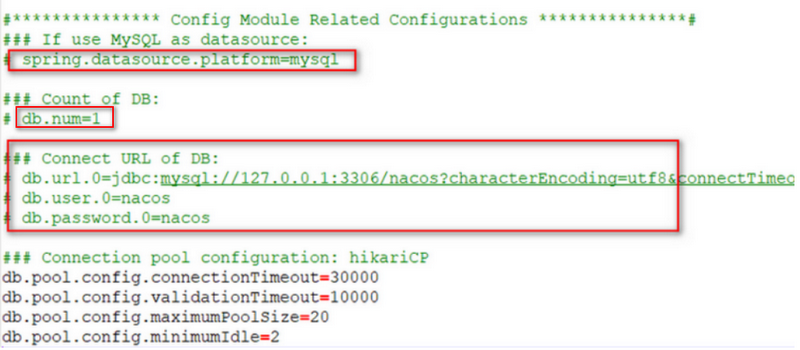 #*************** Config Module Related Configurations ***************#
### If use MySQL as datasource:
# spring.datasource.platform=mysql
### Count of DB:
# db.num=1
### Connect URL of DB:
# db.url.0=jdbc:mysql://127.0.0.1:3306/nacos?characterEncoding=utf8&connectTimeo
# db.user.0=nacos
# db.password.0=nacos
### Connection pool configuration: hikariCP
db.pool.config.connectionTimeout=30000
db.pool.config.validationTimeout=10000
db.pool.config.maximumPoolSize=20
db.pool.config.minimumIdle=2